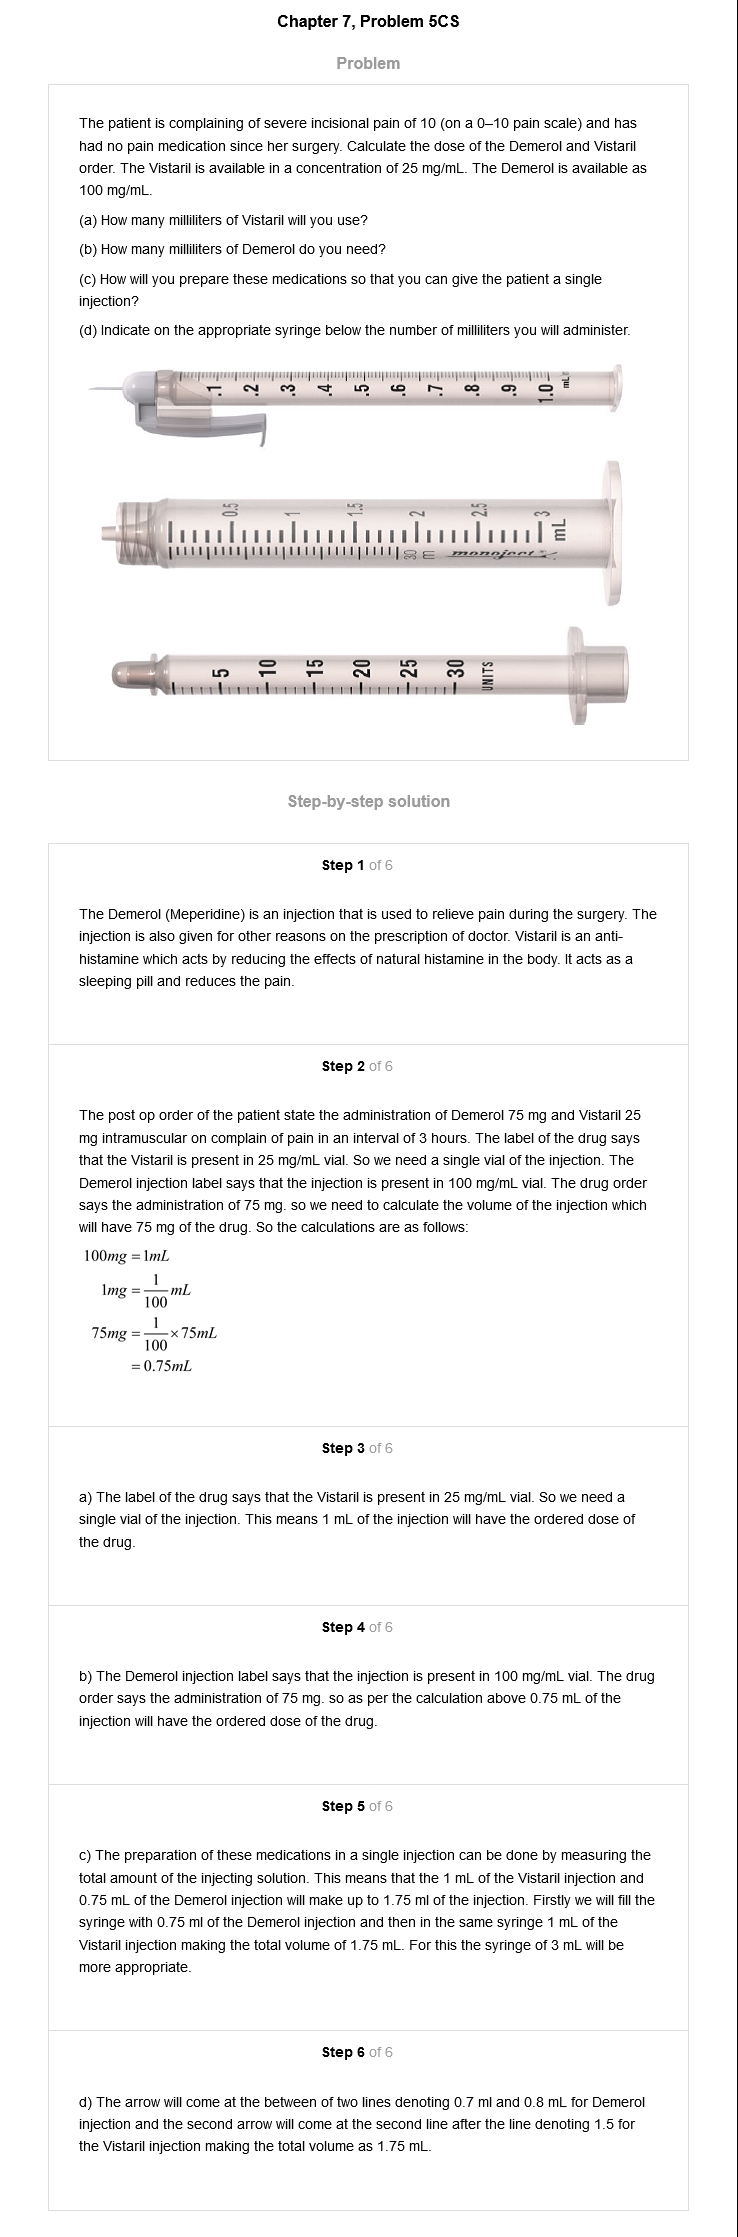 Chapter 7, Problem 5CS
Problem
The patient is complaining of severe incisional pain of 10 (on a 0–10 pain scale) and has
had no pain medication since her surgery. Calculate the dose of the Demerol and Vistaril
order. The Vistaril is available in a concentration of 25 mg/mL. The Demerol is available as
100 mg/mL.
(a) How many milliliters of Vistaril will you use?
(b) How many milliliters of Demerol do you need?
(c) How will you prepare these medications so that you can give the patient a single
injection?
(d) Indicate on the appropriate syringe below the number of milliliters you will administer.
.1 .2 .3 .4 .5 .6 .7 .8 .9 1.0 mL
0.5 1 1.5 2 2.5 3 mL
30 m monoject
5 10 15 20 25 30 UNITS
Step-by-step solution
Step 1 of 6
The Demerol (Meperidine) is an injection that is used to relieve pain during the surgery. The
injection is also given for other reasons on the prescription of doctor. Vistaril is an anti-
histamine which acts by reducing the effects of natural histamine in the body. It acts as a
sleeping pill and reduces the pain.
Step 2 of 6
The post op order of the patient state the administration of Demerol 75 mg and Vistaril 25
mg intramuscular on complain of pain in an interval of 3 hours. The label of the drug says
that the Vistaril is present in 25 mg/mL vial. So we need a single vial of the injection. The
Demerol injection label says that the injection is present in 100 mg/mL vial. The drug order
says the administration of 75 mg. so we need to calculate the volume of the injection which
will have 75 mg of the drug. So the calculations are as follows:
100mg = 1mL
1mg = 1/100 mL
75mg = 1/100 × 75mL
= 0.75mL
Step 3 of 6
a) The label of the drug says that the Vistaril is present in 25 mg/mL vial. So we need a
single vial of the injection. This means 1 mL of the injection will have the ordered dose of
the drug.
Step 4 of 6
b) The Demerol injection label says that the injection is present in 100 mg/mL vial. The drug
order says the administration of 75 mg. so as per the calculation above 0.75 mL of the
injection will have the ordered dose of the drug.
Step 5 of 6
c) The preparation of these medications in a single injection can be done by measuring the
total amount of the injecting solution. This means that the 1 mL of the Vistaril injection and
0.75 mL of the Demerol injection will make up to 1.75 ml of the injection. Firstly we will fill the
syringe with 0.75 ml of the Demerol injection and then in the same syringe 1 mL of the
Vistaril injection making the total volume of 1.75 mL. For this the syringe of 3 mL will be
more appropriate.
Step 6 of 6
d) The arrow will come at the between of two lines denoting 0.7 ml and 0.8 mL for Demerol
injection and the second arrow will come at the second line after the line denoting 1.5 for
the Vistaril injection making the total volume as 1.75 mL.